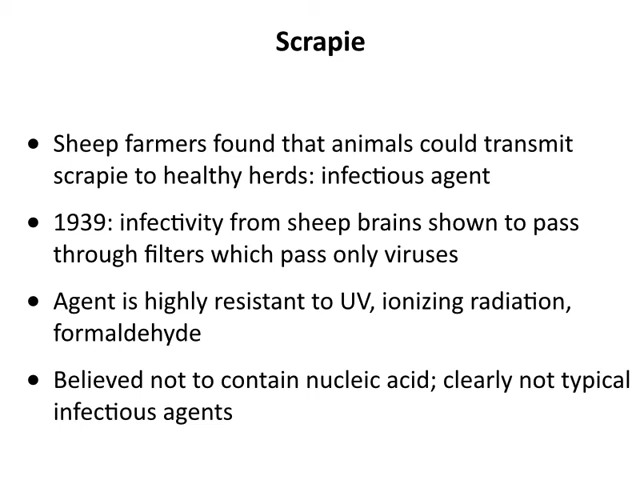 Scrapie
• Sheep farmers found that animals could transmit
scrapie to healthy herds: infectious agent
• 1939: infectivity from sheep brains shown to pass
through filters which pass only viruses
• Agent is highly resistant to UV, ionizing radiation,
formaldehyde
• Believed not to contain nucleic acid; clearly not typical
infectious agents